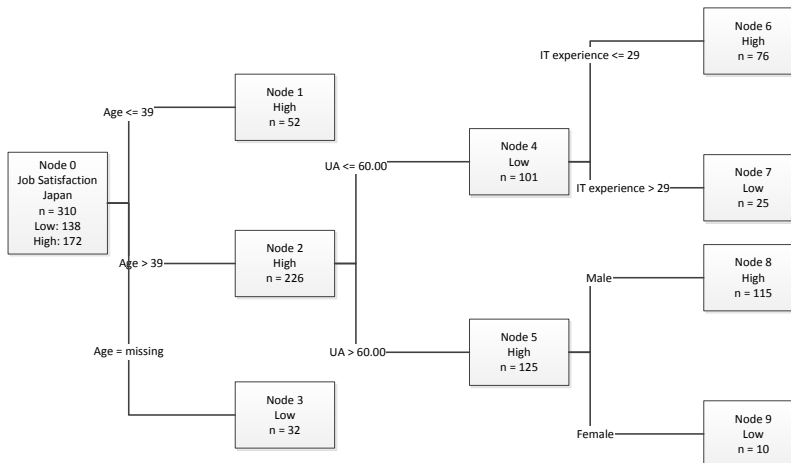 Node 0
Job Satisfaction
Japan
n = 310
Low: 138
High: 172
Age <= 39
Age > 39
Age = missing
Node 1
High
n = 52
Node 2
High
n = 226
Node 3
Low
n = 32
UA <= 60.00
UA > 60.00
Node 4
Low
n = 101
Node 5
High
n = 125
IT experience <= 29
IT experience > 29
Male
Female
Node 6
High
n = 76
Node 7
Low
n = 25
Node 8
High
n = 115
Node 9
Low
n = 10